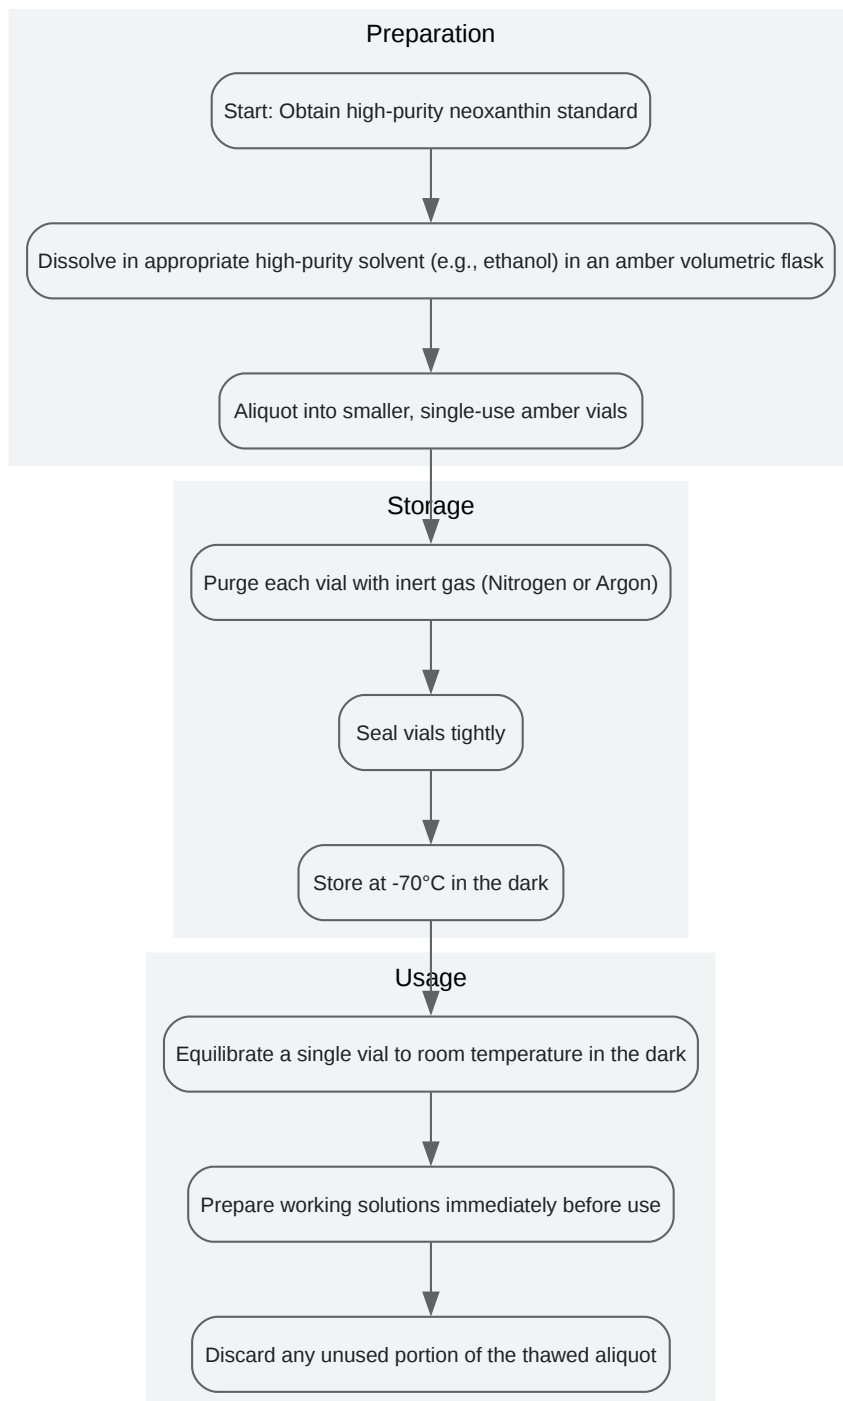 Preparation
Start: Obtain high-purity neoxanthin standard
Dissolve in appropriate high-purity solvent (e.g., ethanol) in an amber volumetric flask
Aliquot into smaller, single-use amber vials
Storage
Purge each vial with inert gas (Nitrogen or Argon)
Seal vials tightly
Store at -70°C in the dark
Usage
Equilibrate a single vial to room temperature in the dark
Prepare working solutions immediately before use
Discard any unused portion of the thawed aliquot